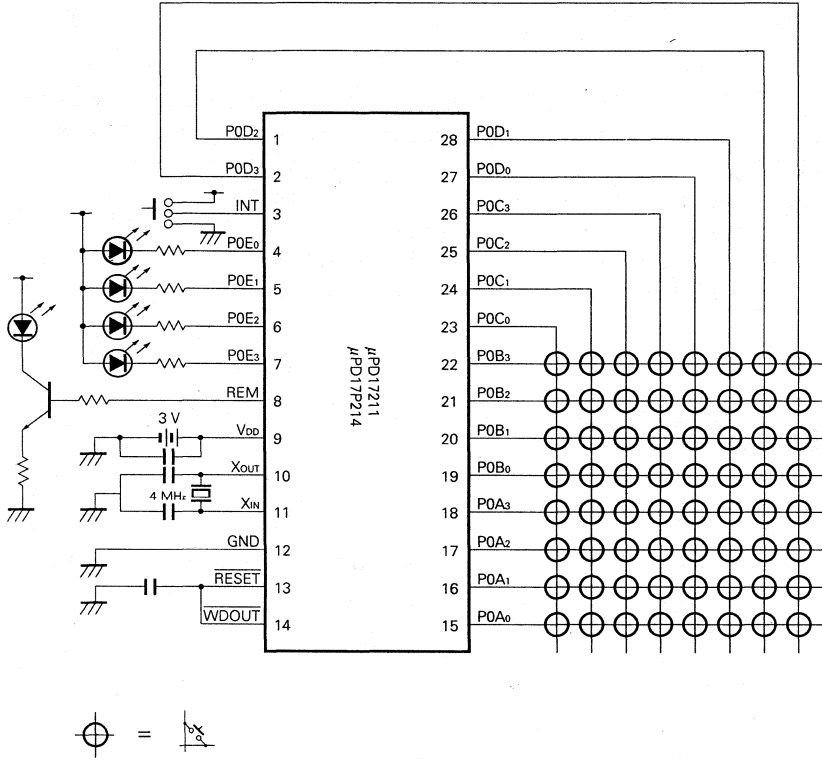 P0D₂ 1 28 P0D₁
P0D₃ 2 27 P0D₀
INT 3 26 P0C₃
P0E₀ 4 25 P0C₂
P0E₁ 5 24 P0C₁
P0E₂ 6 23 P0C₀
P0E₃ 7 22 P0B₃
REM 8 21 P0B₂
3 V VDD 9 20 P0B₁
XOUT 10 19 P0B₀
4 MHz XIN 11 18 P0A₃
GND 12 17 P0A₂
RESET 13 16 P0A₁
WDOUT 14 15 P0A₀
μPD17211
μPD17P214
=